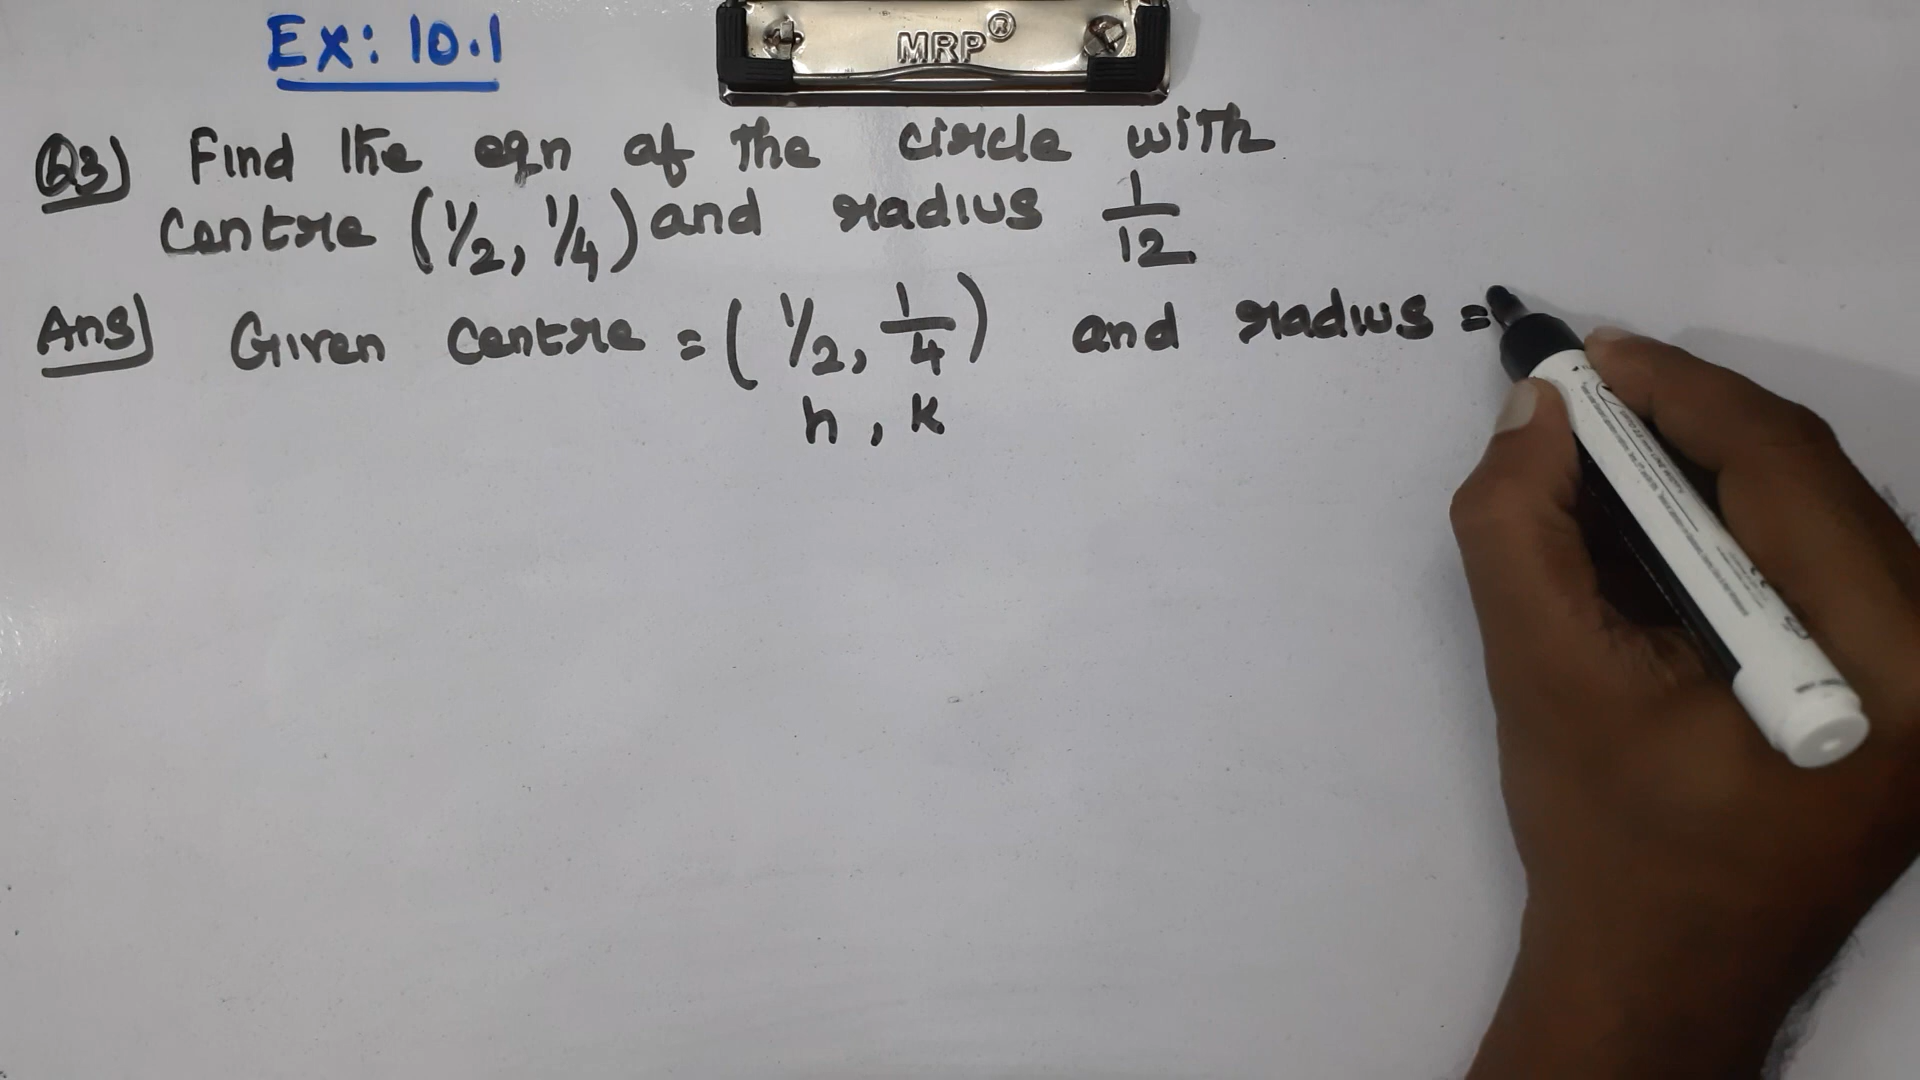 MRP®
Ex: 10.1
Q3) Find the eqn of the circle with
centre (1/2, 1/4) and radius 1/12
Ans) Given centre = (1/2, 1/4) and radius =
h, k